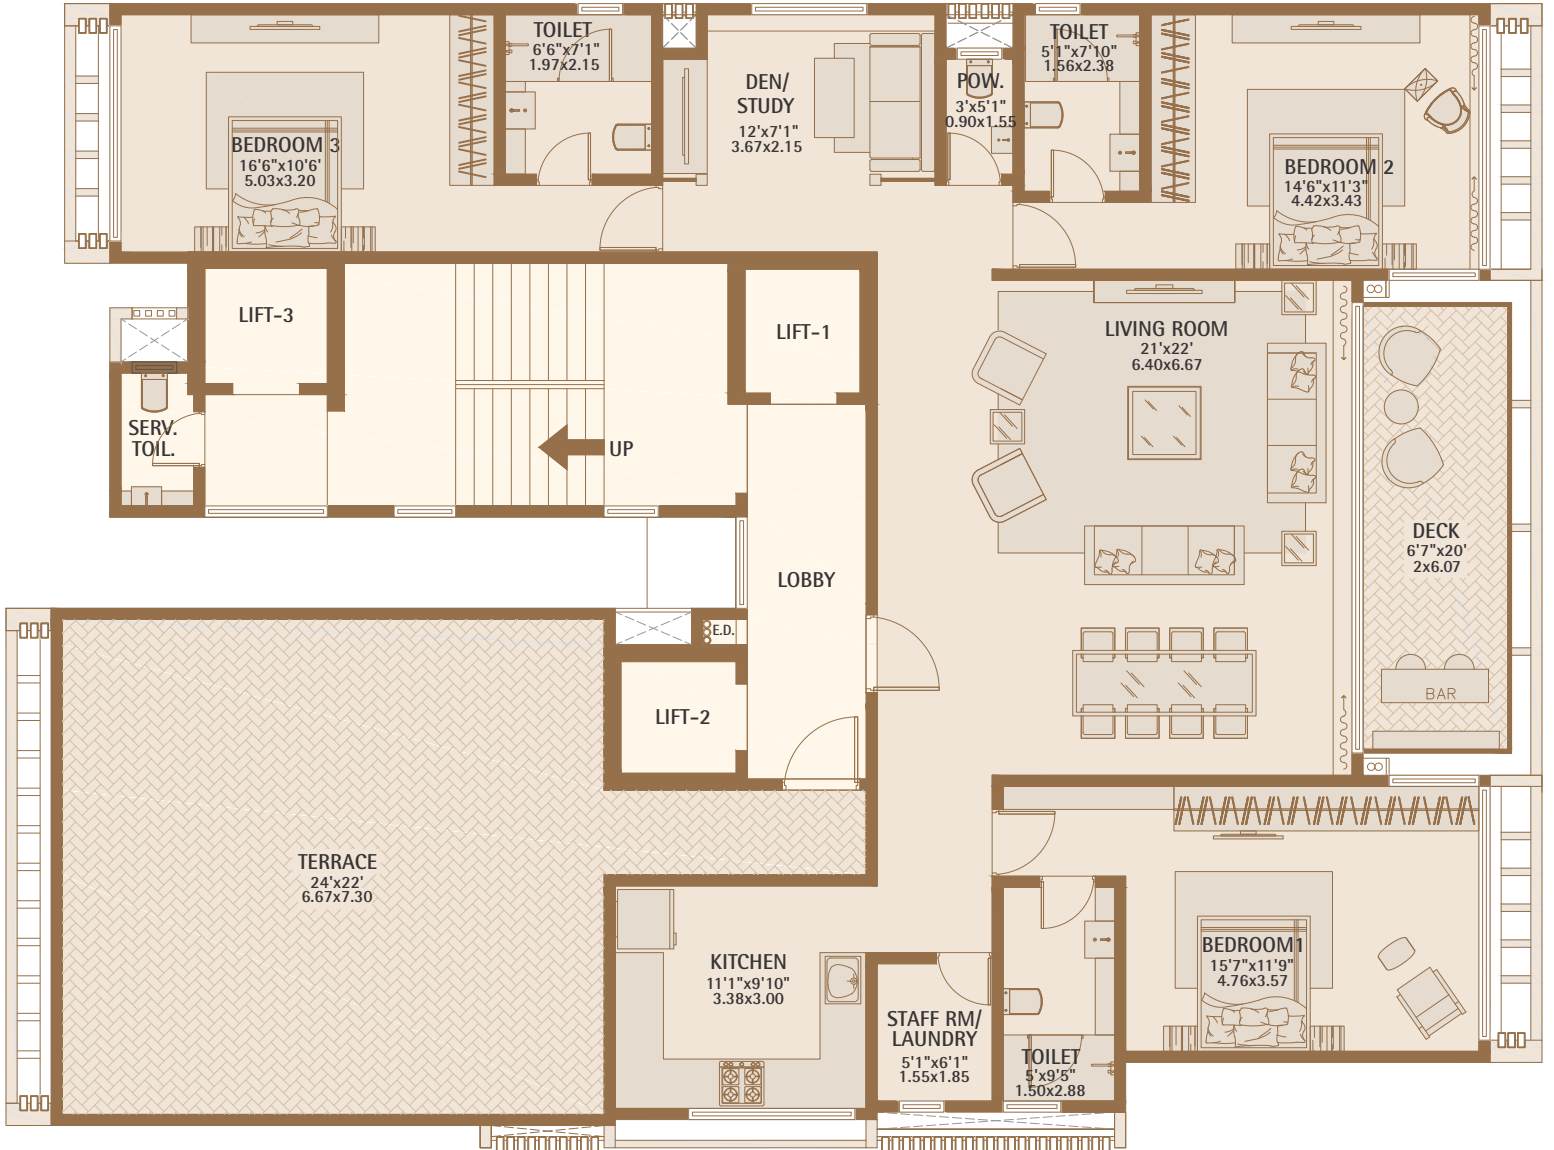 TOILET
6'6"x7'1"
1.97x2.15
DEN/
STUDY
12'x7'1"
3.67x2.15
POW.
3'x5'1"
0.90x1.55
TOILET
5'1"x7'10"
1.56x2.38
BEDROOM 3
16'6"x10'6'
5.03x3.20
BEDROOM 2
14'6"x11'3"
4.42x3.43
LIFT-3
LIFT-1
LIVING ROOM
21'x22'
6.40x6.67
SERV.
TOIL.
UP
DECK
6'7"x20'
2x6.07
LOBBY
E.D.
LIFT-2
BAR
TERRACE
24'x22'
6.67x7.30
KITCHEN
11'1"x9'10"
3.38x3.00
BEDROOM1
15'7"x11'9"
4.76x3.57
STAFF RM/
LAUNDRY
5'1"x6'1"
1.55x1.85
TOILET
5'x9'5"
1.50x2.88